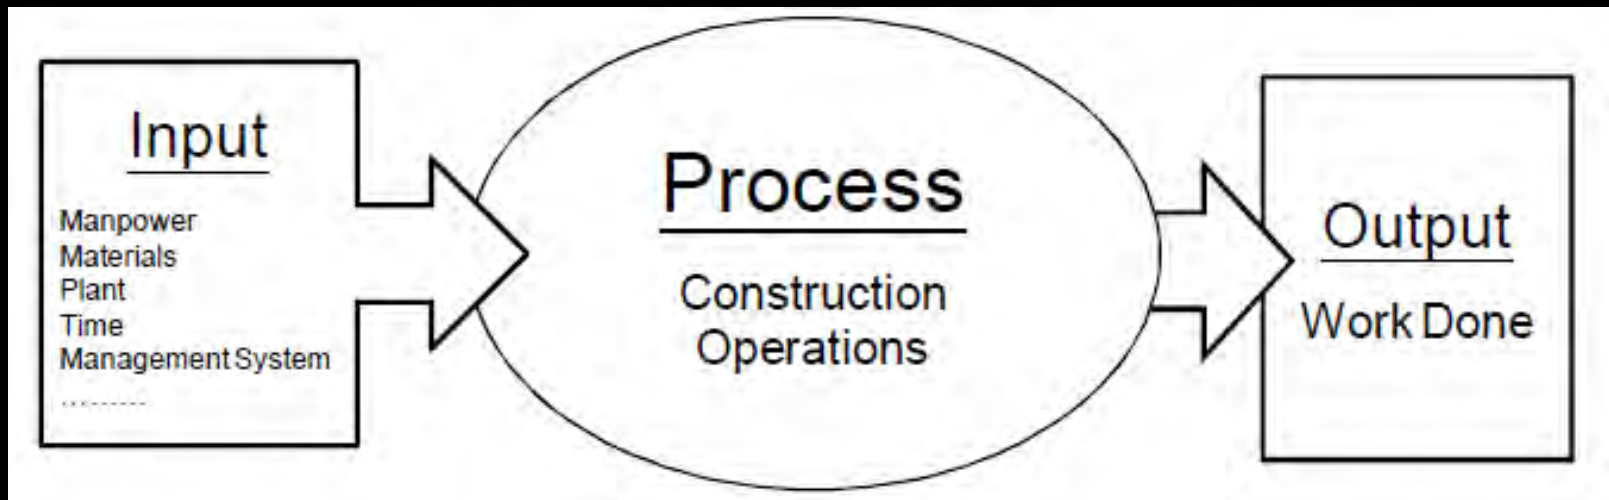 Input
Manpower
Materials
Plant
Time
Management System
...........
Process
Construction
Operations
Output
Work Done